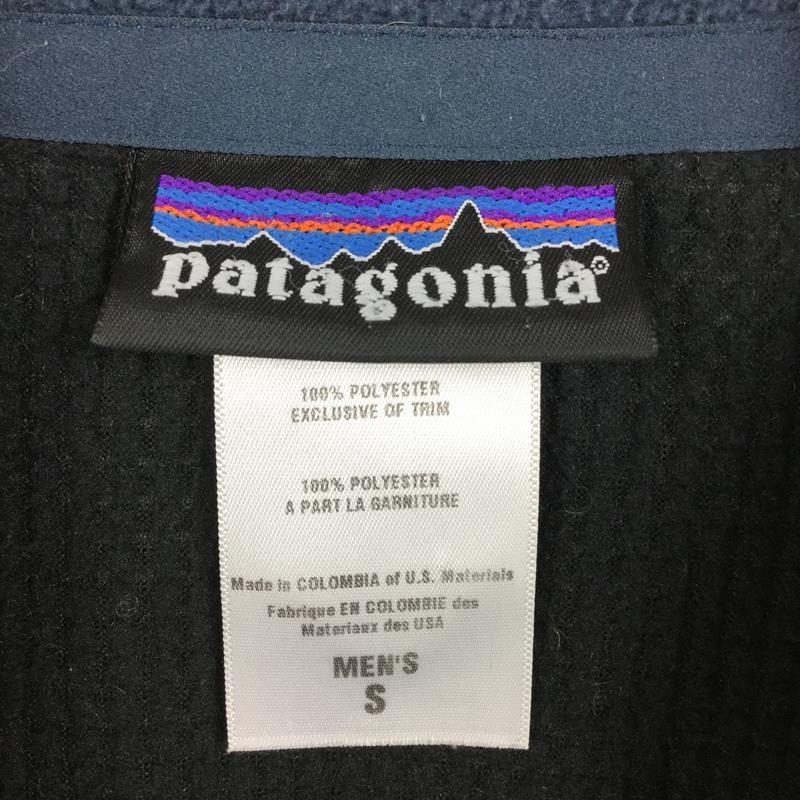 patagonia®
100% POLYESTER
EXCLUSIVE OF TRIM
100% POLYESTER
A PART LA GARNITURE
Made in COLOMBIA of U.S. Materials
Fabrique EN COLOMBIE des
Materiaux des USA
MEN'S
S